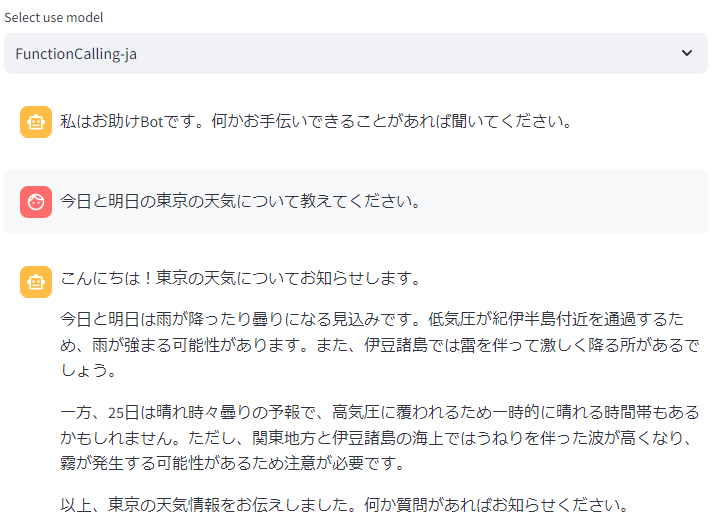 Select use model
FunctionCalling-ja
私はお助けBotです。何かお手伝いできることがあれば聞いてください。
今日と明日の東京の天気について教えてください。
こんにちは！東京の天気についてお知らせします。
今日と明日は雨が降ったり曇りになる見込みです。低気圧が紀伊半島付近を通過するた
め、雨が強まる可能性があります。また、伊豆諸島では雷を伴って激しく降る所があるで
しょう。
一方、25日は晴れ時々曇りの予報で、高気圧に覆われるため一時的に晴れる時間帯もある
かもしれません。ただし、関東地方と伊豆諸島の海上ではうねりを伴った波が高くなり、
霧が発生する可能性があるため注意が必要です。
以上、東京の天気情報をお伝えしました。何か質問があればお知らせください。